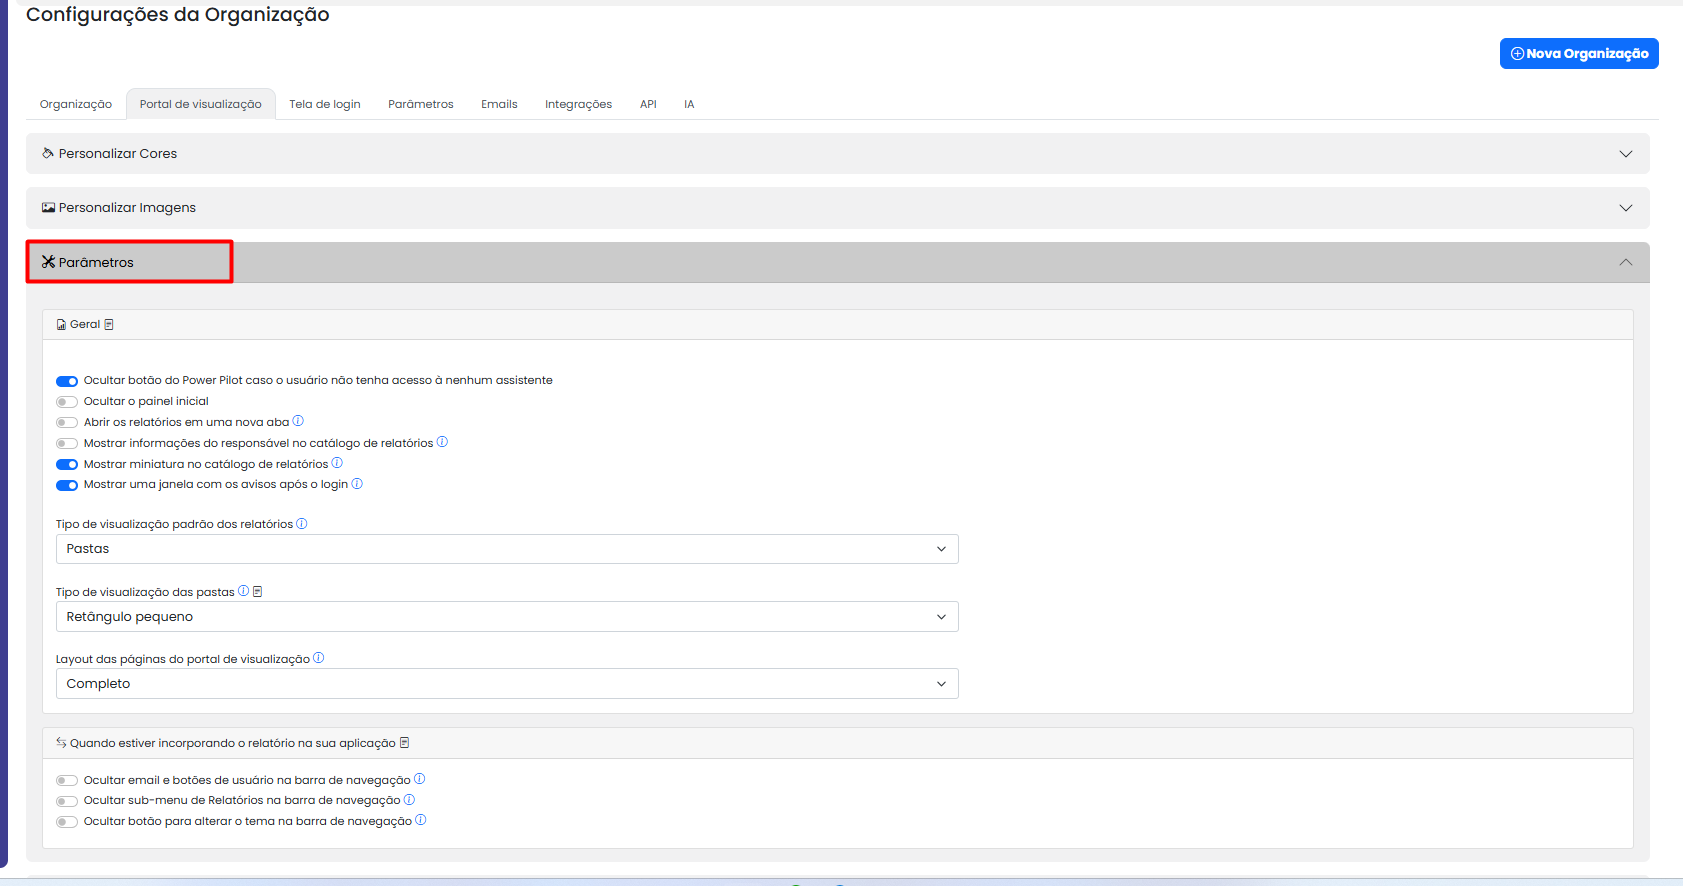 Configurações da Organização
Nova Organização
Organização Portal de visualização Tela de login Parâmetros Emails Integrações API IA
Personalizar Cores
Personalizar Imagens
Parâmetros
Geral
Ocultar botão do Power Pilot caso o usuário não tenha acesso à nenhum assistente
Ocultar o painel inicial
Abrir os relatórios em uma nova aba
Mostrar informações do responsável no catálogo de relatórios
Mostrar miniatura no catálogo de relatórios
Mostrar uma janela com os avisos após o login
Tipo de visualização padrão dos relatórios
Pastas
Tipo de visualização das pastas
Retângulo pequeno
Layout das páginas do portal de visualização
Completo
Quando estiver incorporando o relatório na sua aplicação
Ocultar email e botões de usuário na barra de navegação
Ocultar sub-menu de Relatórios na barra de navegação
Ocultar botão para alterar o tema na barra de navegação